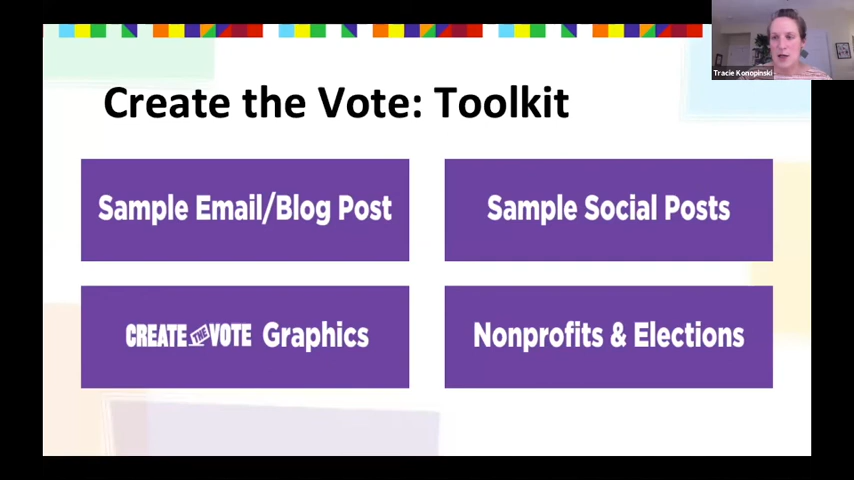 Tracie Konopinski
Create the Vote: Toolkit
Sample Email/Blog Post
Sample Social Posts
CREATE THE VOTE Graphics
Nonprofits & Elections